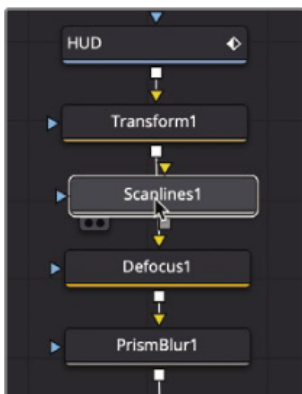 HUD
Transform1
Scanlines1
Defocus1
PrismBlur1